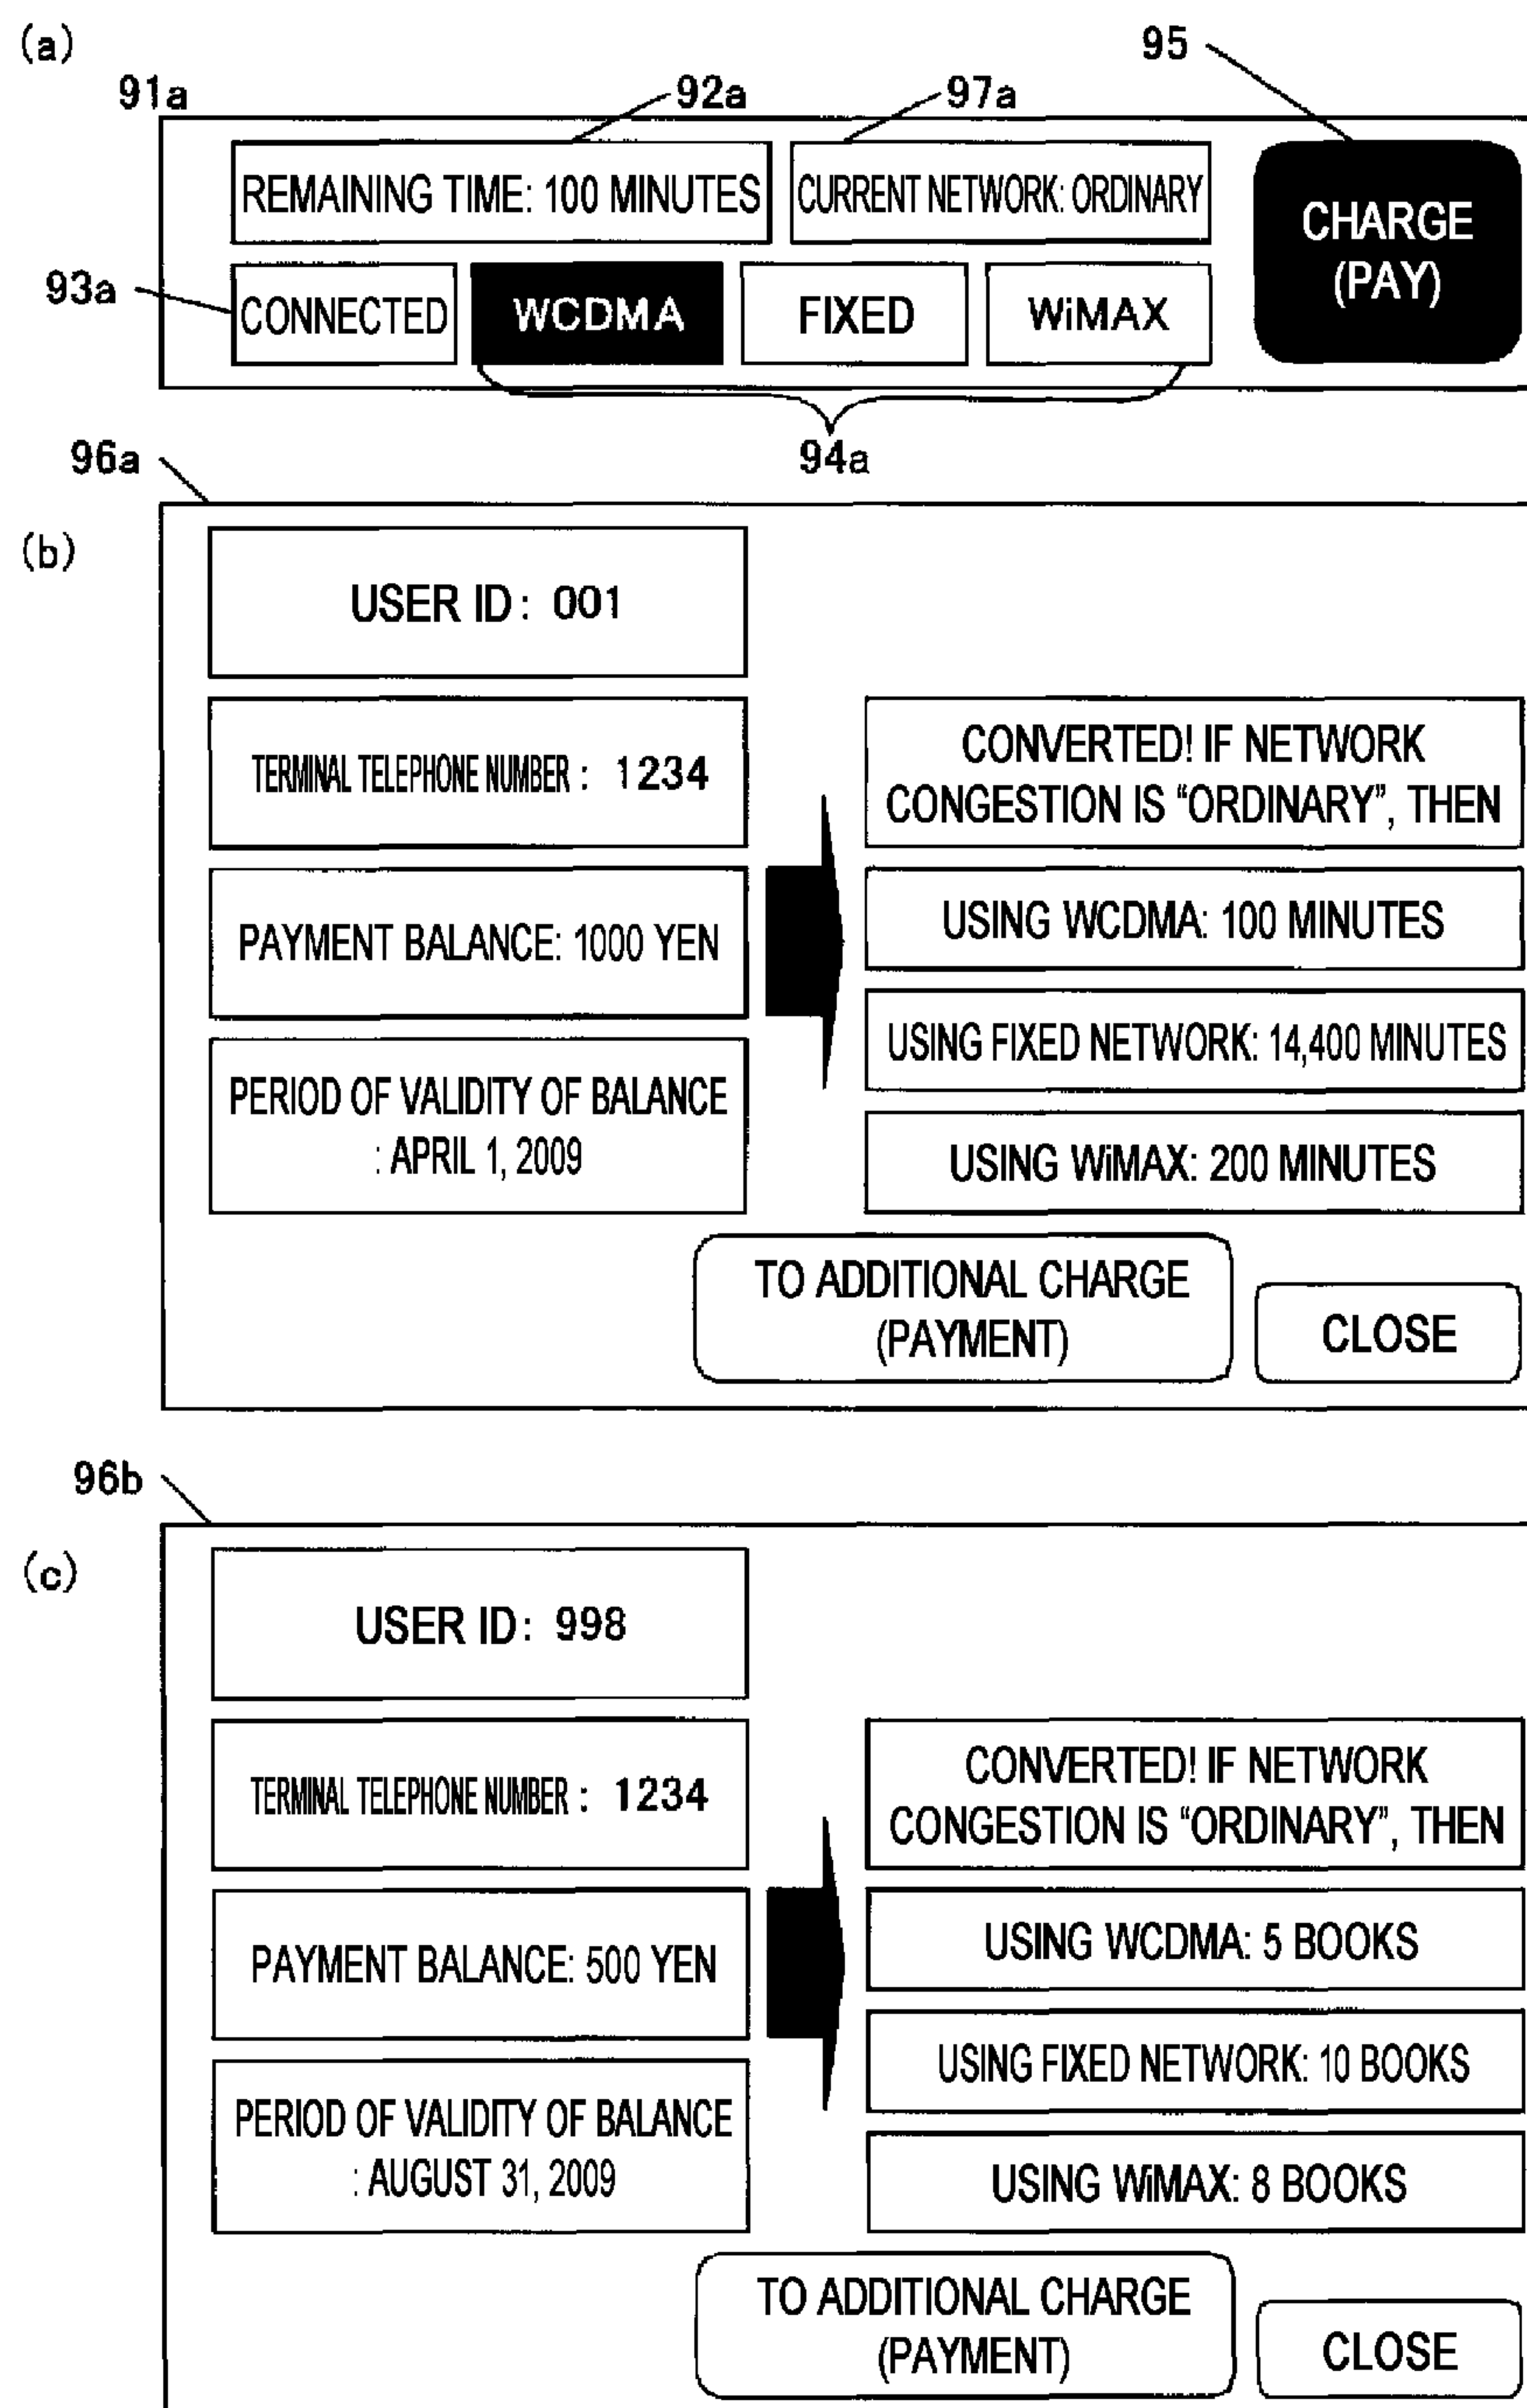 (a)
95
91a
92a
97a
REMAINING TIME: 100 MINUTES
CURRENT NETWORK: ORDINARY
CHARGE
(PAY)
93a
CONNECTED
WCDMA
FIXED
WiMAX
94a
96a
(b)
USER ID: 001
TERMINAL TELEPHONE NUMBER: 1234
PAYMENT BALANCE: 1000 YEN
PERIOD OF VALIDITY OF BALANCE
: APRIL 1, 2009
CONVERTED! IF NETWORK
CONGESTION IS “ORDINARY”, THEN
USING WCDMA: 100 MINUTES
USING FIXED NETWORK: 14,400 MINUTES
USING WiMAX: 200 MINUTES
TO ADDITIONAL CHARGE
(PAYMENT)
CLOSE
96b
(c)
USER ID: 998
TERMINAL TELEPHONE NUMBER: 1234
PAYMENT BALANCE: 500 YEN
PERIOD OF VALIDITY OF BALANCE
: AUGUST 31, 2009
CONVERTED! IF NETWORK
CONGESTION IS “ORDINARY”, THEN
USING WCDMA: 5 BOOKS
USING FIXED NETWORK: 10 BOOKS
USING WiMAX: 8 BOOKS
TO ADDITIONAL CHARGE
(PAYMENT)
CLOSE